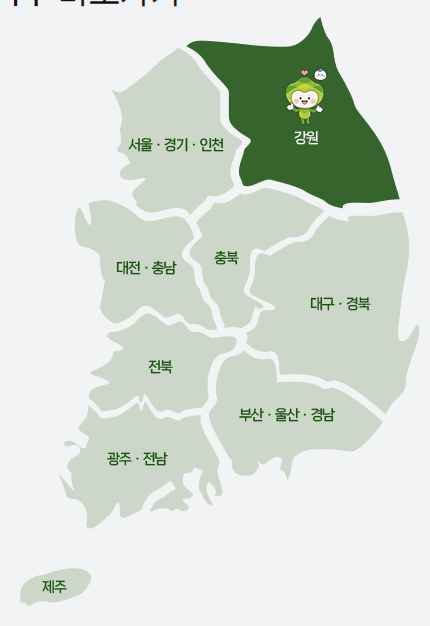 강원
서울 · 경기 · 인천
충북
대전 · 충남
대구 · 경북
전북
부산 · 울산 · 경남
광주 · 전남
제주